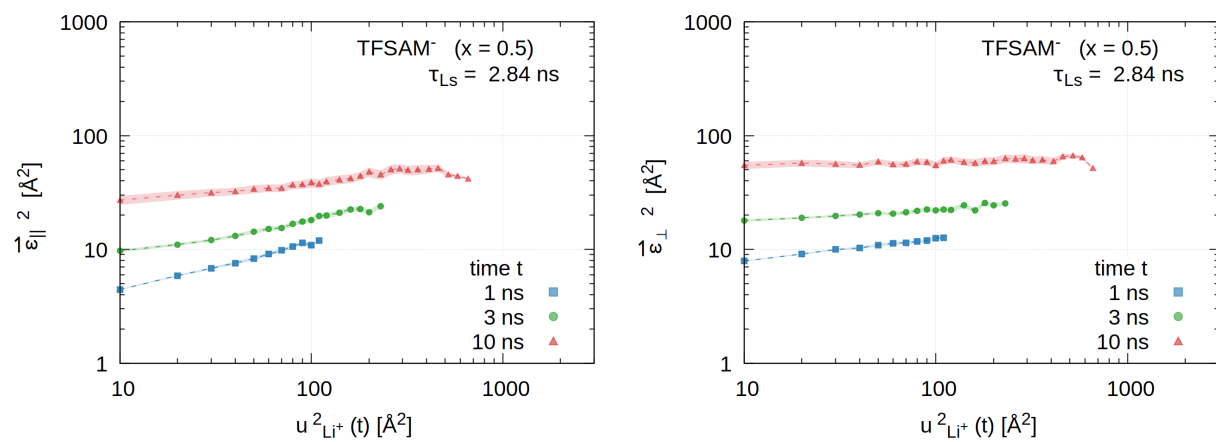 1000
100
10
1
ε⃗||² [Å²]
TFSAM⁻ (x = 0.5)
τLs = 2.84 ns
time t
1 ns
3 ns
10 ns
10 100 1000
u²Li⁺ (t) [Å²]
1000
100
10
1
ε⃗⊥² [Å²]
TFSAM⁻ (x = 0.5)
τLs = 2.84 ns
time t
1 ns
3 ns
10 ns
10 100 1000
u²Li⁺ (t) [Å²]